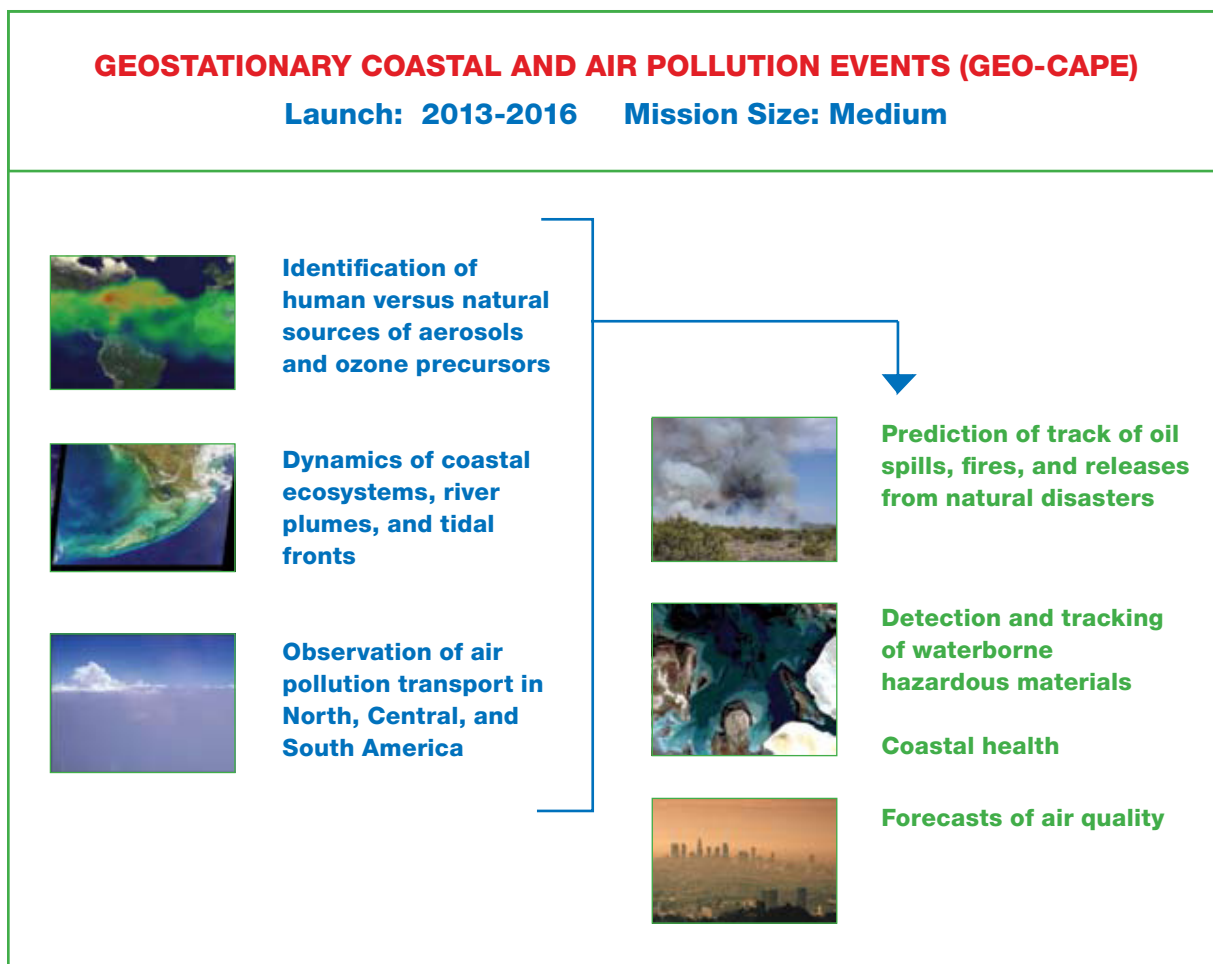 GEOSTATIONARY COASTAL AND AIR POLLUTION EVENTS (GEO-CAPE)
Launch: 2013-2016 Mission Size: Medium
Identification of
human versus natural
sources of aerosols
and ozone precursors
Dynamics of coastal
ecosystems, river
plumes, and tidal
fronts
Observation of air
pollution transport in
North, Central, and
South America
Prediction of track of oil
spills, fires, and releases
from natural disasters
Detection and tracking
of waterborne
hazardous materials
Coastal health
Forecasts of air quality